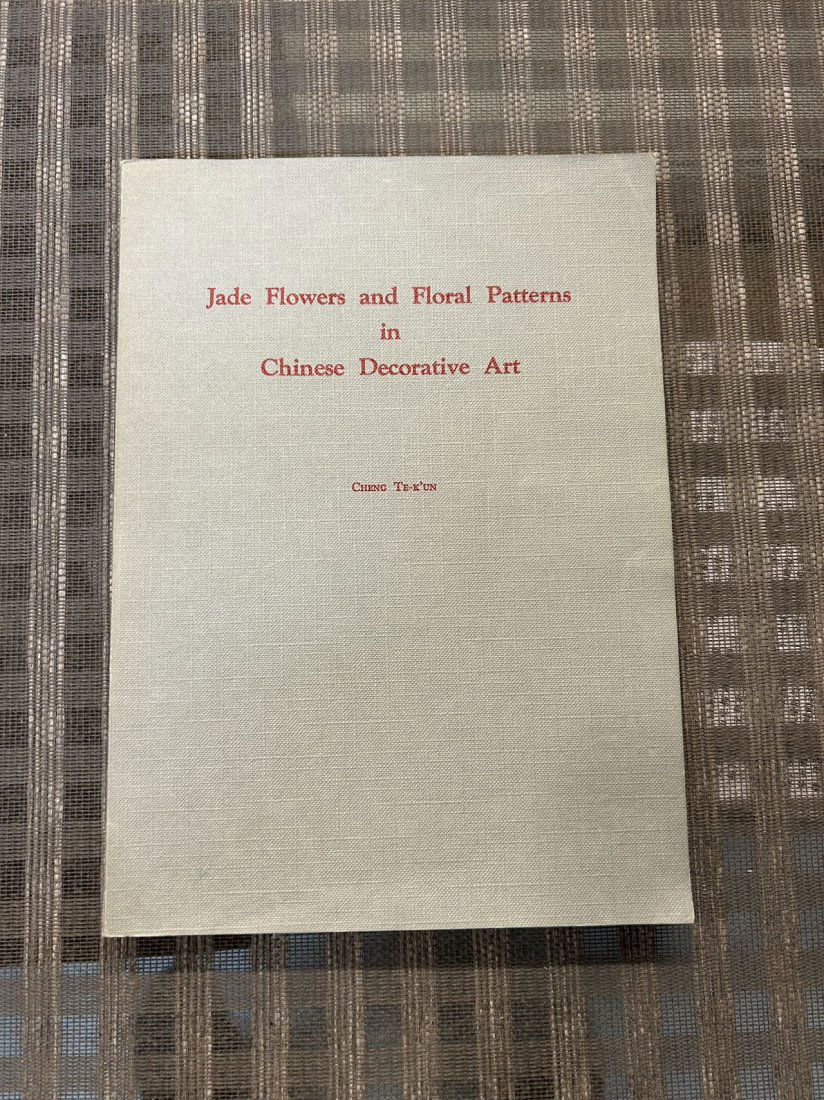 Jade Flowers and Floral Patterns
in
Chinese Decorative Art
Cheng Te-k'un